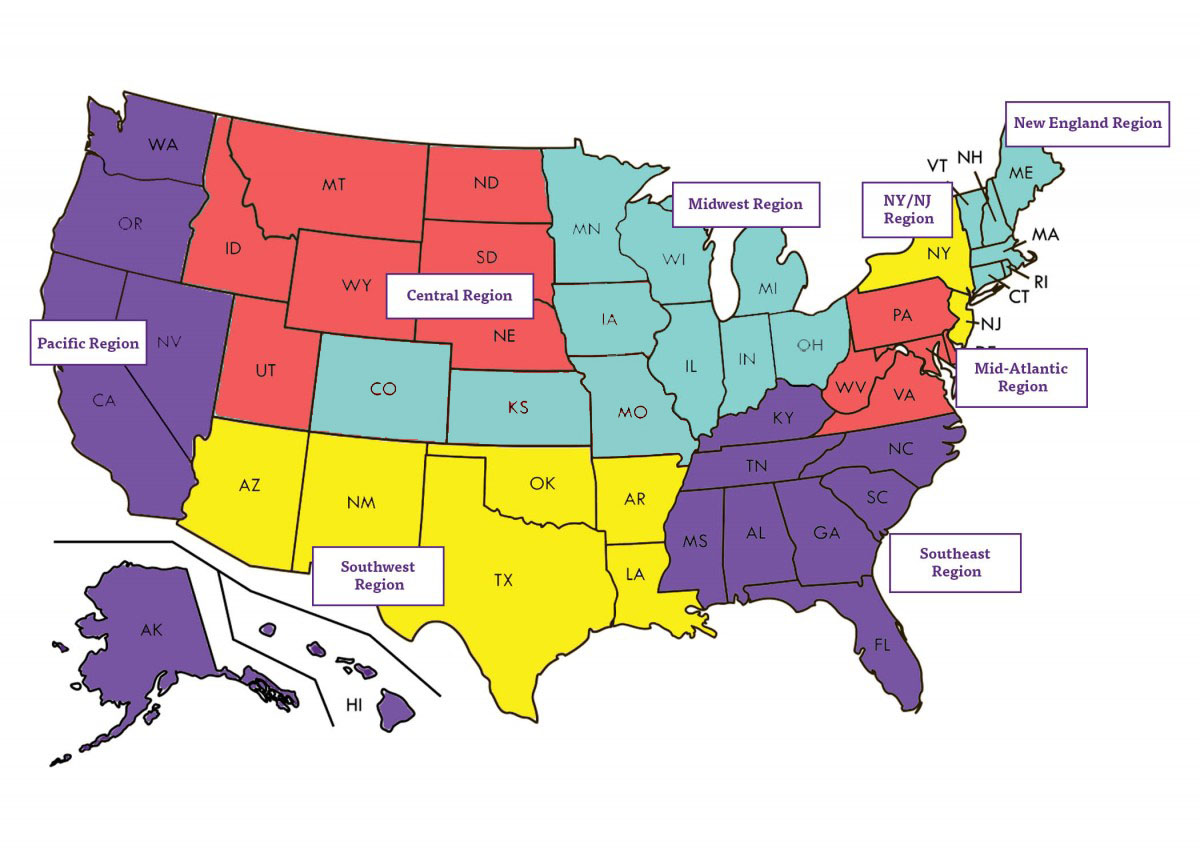 New England Region
WA
VT
NH
ME
MT
ND
NY/NJ
Region
Midwest Region
OR
MN
MA
ID
SD
WI
NY
WY
MI
RI
CT
Central Region
IA
PA
NJ
Pacific Region
NV
NE
OH
UT
IL
IN
Mid-Atlantic
Region
CO
WV
VA
CA
KS
MO
KY
NC
TN
AZ
OK
SC
NM
AR
MS
AL
GA
Southeast
Region
Southwest
Region
TX
LA
AK
FL
HI